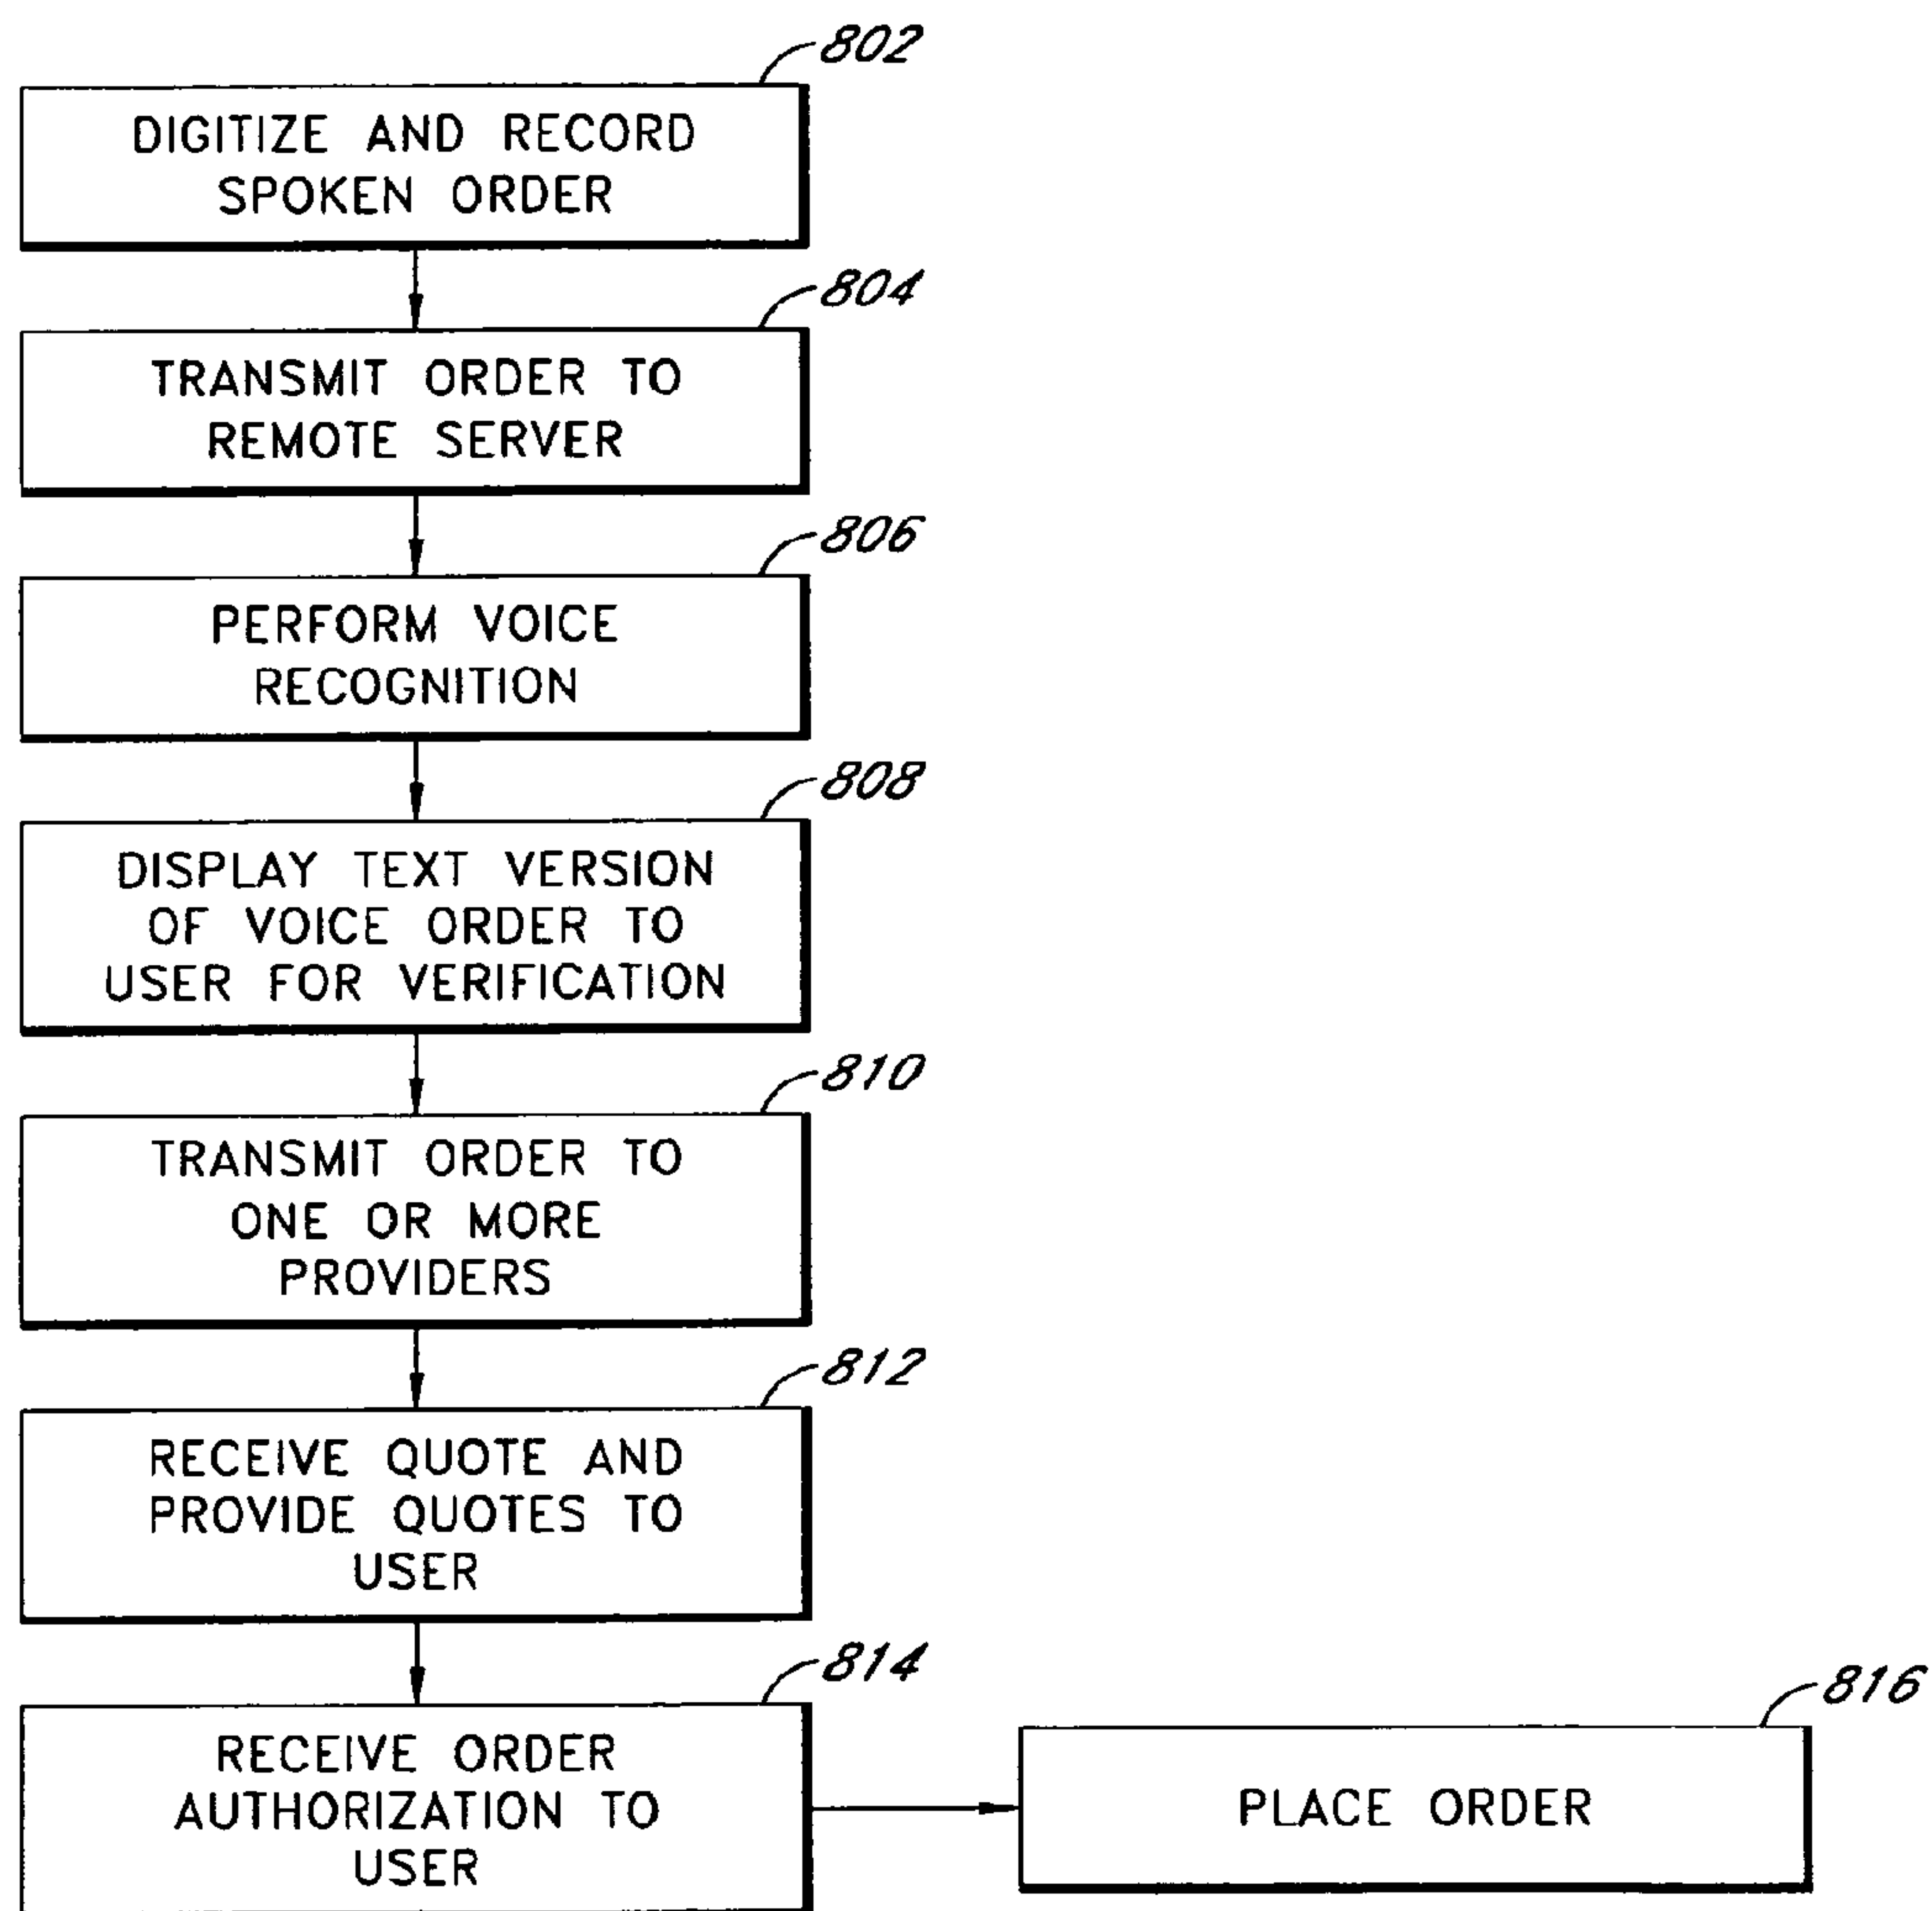 802
DIGITIZE AND RECORD
SPOKEN ORDER
804
TRANSMIT ORDER TO
REMOTE SERVER
806
PERFORM VOICE
RECOGNITION
808
DISPLAY TEXT VERSION
OF VOICE ORDER TO
USER FOR VERIFICATION
810
TRANSMIT ORDER TO
ONE OR MORE
PROVIDERS
812
RECEIVE QUOTE AND
PROVIDE QUOTES TO
USER
814
RECEIVE ORDER
AUTHORIZATION TO
USER
816
PLACE ORDER